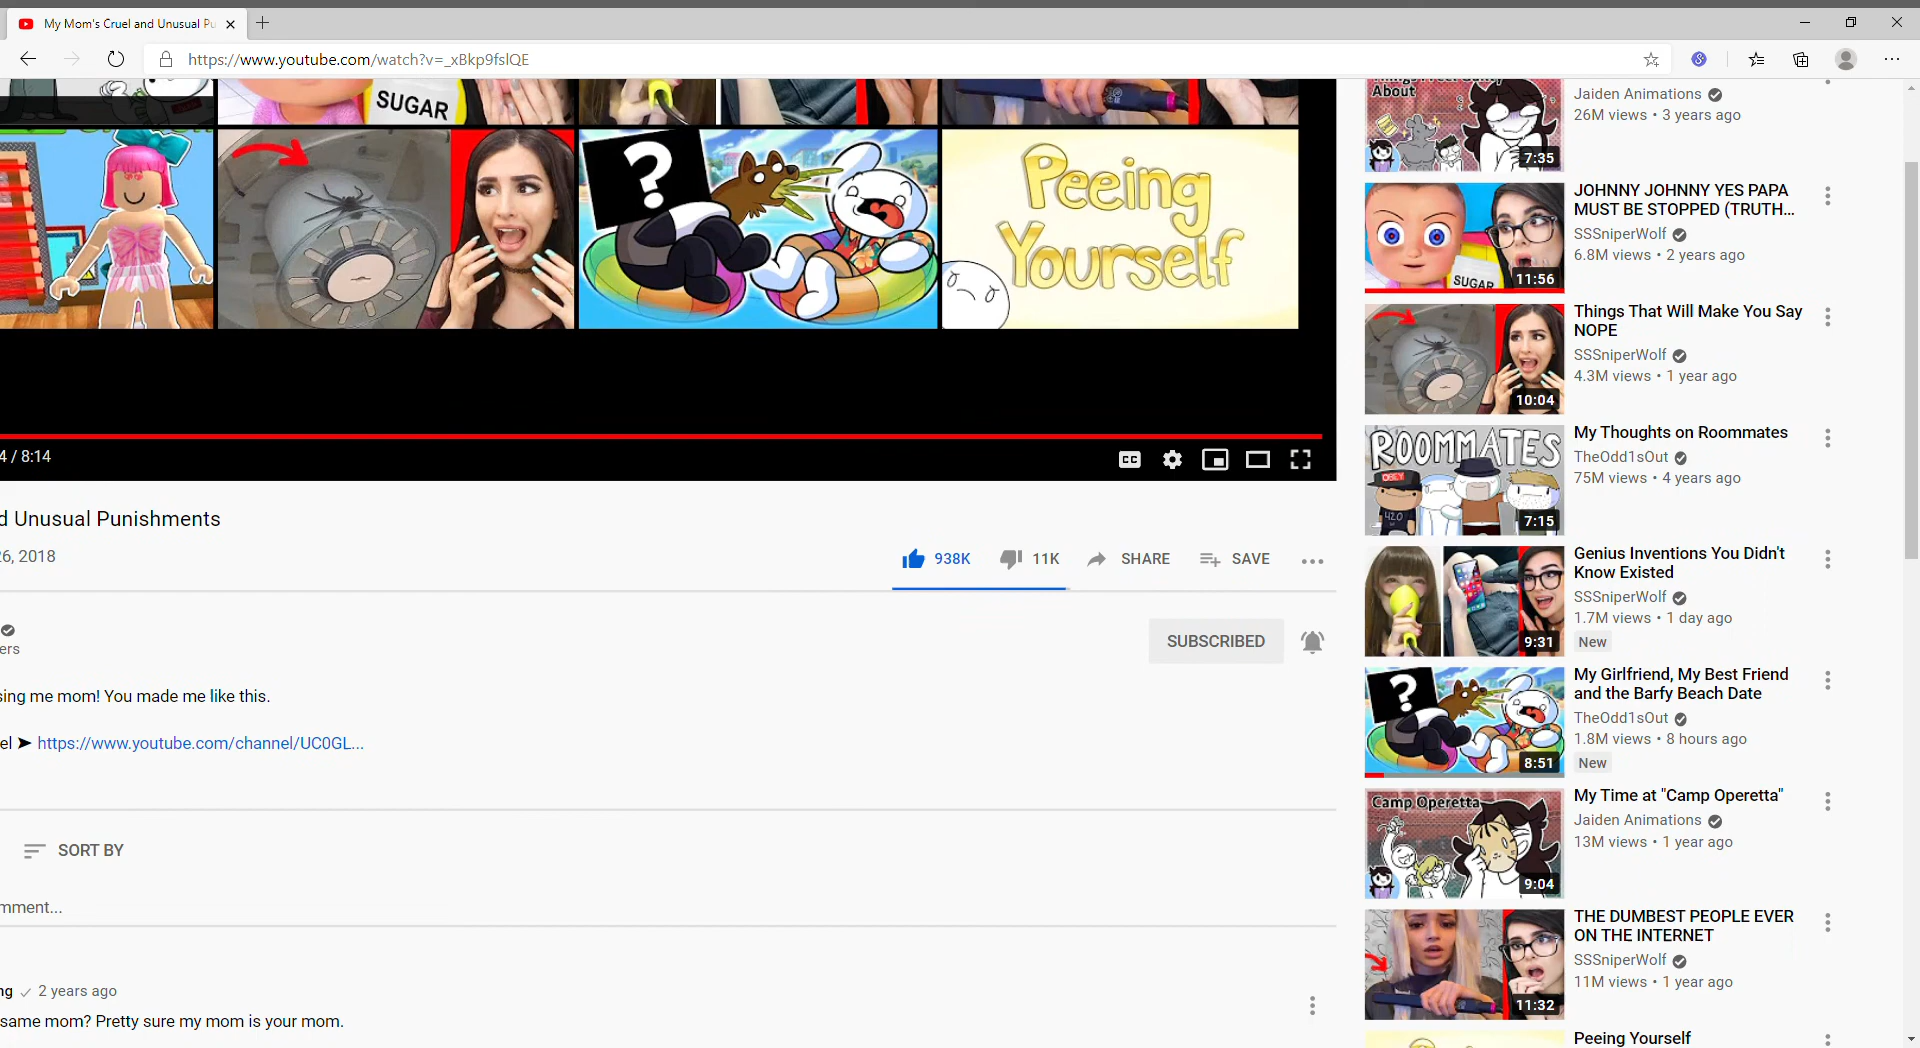 My Mom's Cruel and Unusual Pu
https://www.youtube.com/watch?v=_xBkp9fslQE
SUGAR
?
Peeing
Yourself
4 / 8:14
CC
d Unusual Punishments
26, 2018
938K
11K
SHARE
SAVE
ers
SUBSCRIBED
sing me mom! You made me like this.
el ➤ https://www.youtube.com/channel/UC0GL...
SORT BY
mment...
ng ✓ 2 years ago
same mom? Pretty sure my mom is your mom.
About
7:35
Jaiden Animations
26M views • 3 years ago
SUGAR
11:56
JOHNNY JOHNNY YES PAPA
MUST BE STOPPED (TRUTH...
SSSniperWolf
6.8M views • 2 years ago
10:04
Things That Will Make You Say
NOPE
SSSniperWolf
4.3M views • 1 year ago
ROOMMATES
OBEY
420
7:15
My Thoughts on Roommates
TheOdd1sOut
75M views • 4 years ago
9:31
Genius Inventions You Didn't
Know Existed
SSSniperWolf
1.7M views • 1 day ago
New
?
8:51
My Girlfriend, My Best Friend
and the Barfy Beach Date
TheOdd1sOut
1.8M views • 8 hours ago
New
Camp Operetta
9:04
My Time at "Camp Operetta"
Jaiden Animations
13M views • 1 year ago
11:32
THE DUMBEST PEOPLE EVER
ON THE INTERNET
SSSniperWolf
11M views • 1 year ago
Peeing Yourself